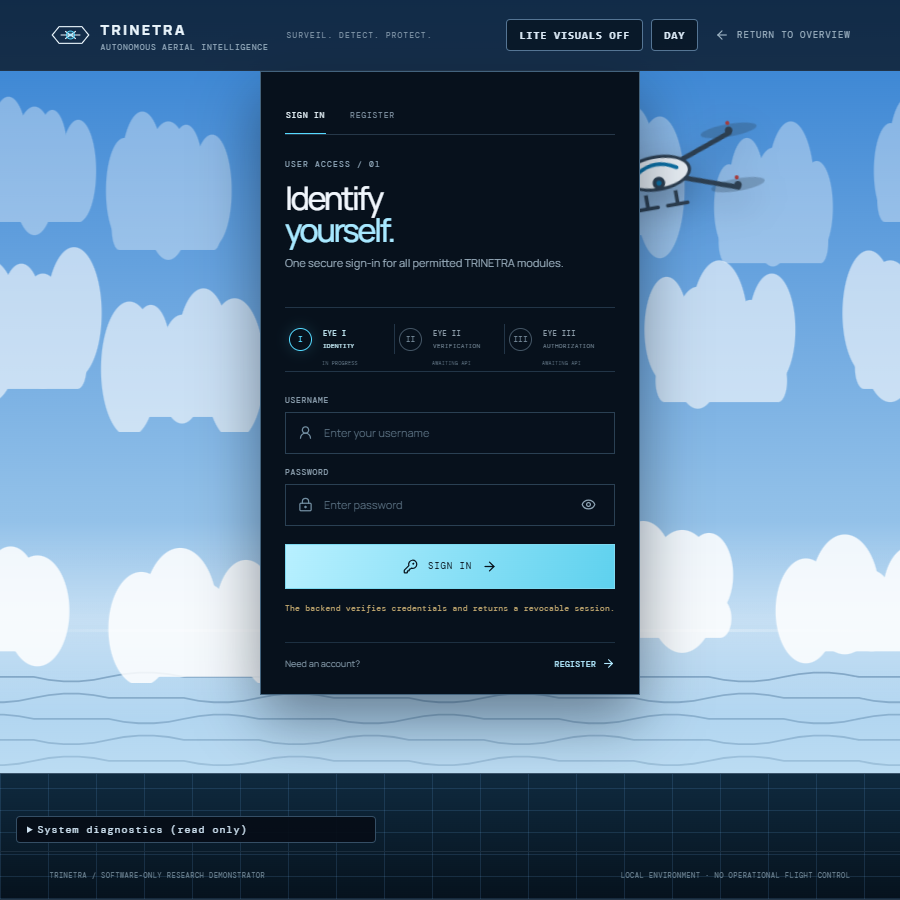 TRINETRA
AUTONOMOUS AERIAL INTELLIGENCE
SURVEIL. DETECT. PROTECT.
LITE VISUALS OFF
DAY
RETURN TO OVERVIEW
SIGN IN
REGISTER
USER ACCESS / 01
Identify
yourself.
One secure sign-in for all permitted TRINETRA modules.
I
EYE I
IDENTITY
IN PROGRESS
II
EYE II
VERIFICATION
AWAITING API
III
EYE III
AUTHORIZATION
AWAITING API
USERNAME
Enter your username
PASSWORD
Enter password
SIGN IN
The backend verifies credentials and returns a revocable session.
Need an account?
REGISTER
System diagnostics (read only)
TRINETRA / SOFTWARE-ONLY RESEARCH DEMONSTRATOR
LOCAL ENVIRONMENT · NO OPERATIONAL FLIGHT CONTROL